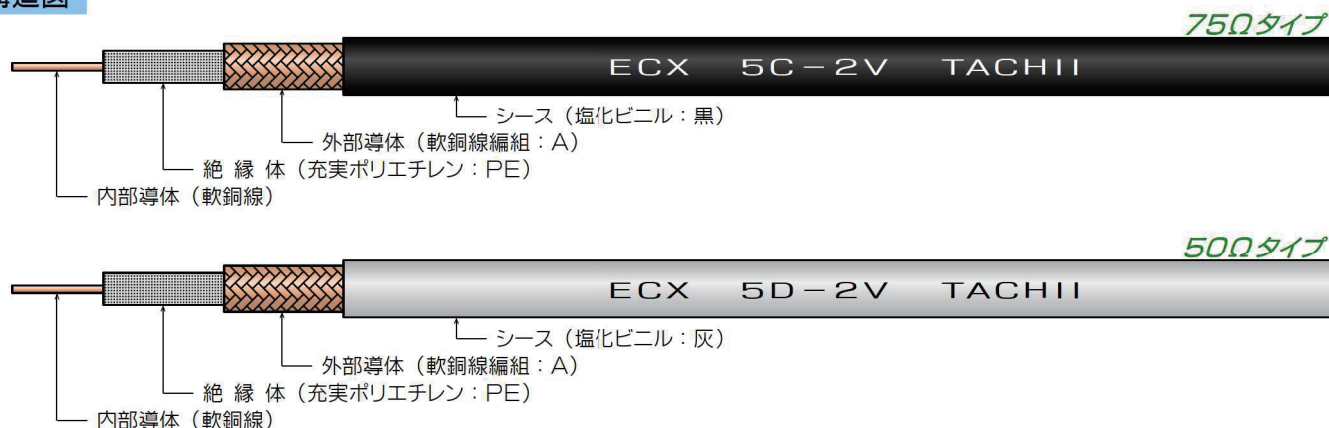 構造図
75Ωタイプ
ECX 5C-2V TACHII
シース（塩化ビニル：黒）
外部導体（軟銅線編組：A）
絶 縁 体（充実ポリエチレン：PE）
内部導体（軟銅線）
50Ωタイプ
ECX 5D-2V TACHII
シース（塩化ビニル：灰）
外部導体（軟銅線編組：A）
絶 縁 体（充実ポリエチレン：PE）
内部導体（軟銅線）